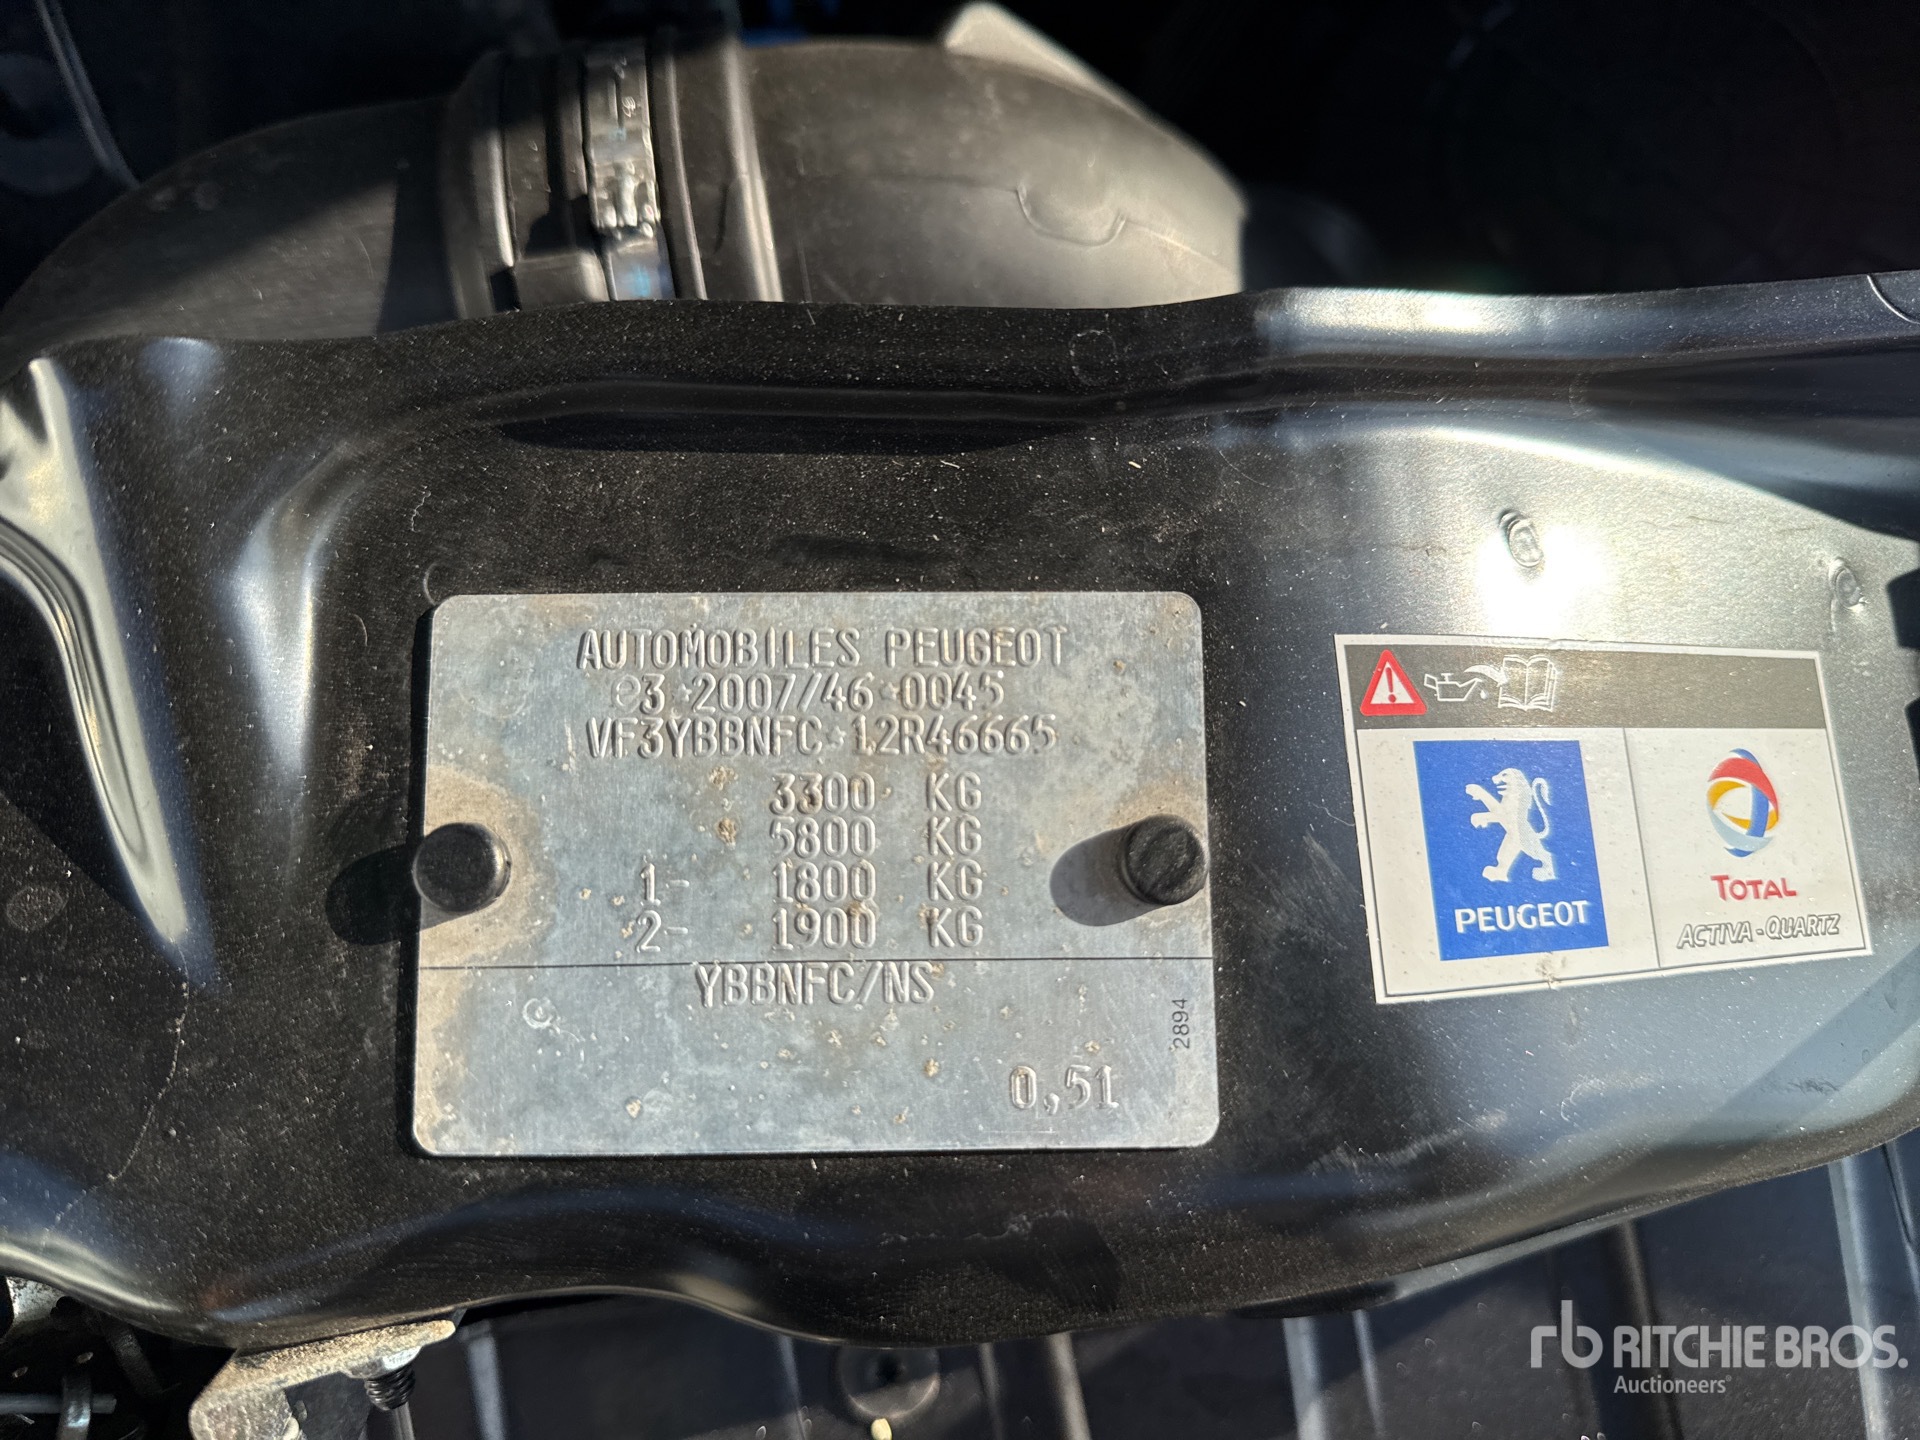 AUTOMOBILES PEUGEOT
e3*2007/46*0045
VF3YBBNFC*12R46665
3300 KG
5800 KG
1- 1800 KG
2- 1900 KG
YBBNFC/NS
2894
0,51
PEUGEOT
TOTAL
ACTIVA-QUARTZ
rb RITCHIE BROS.
Auctioneers